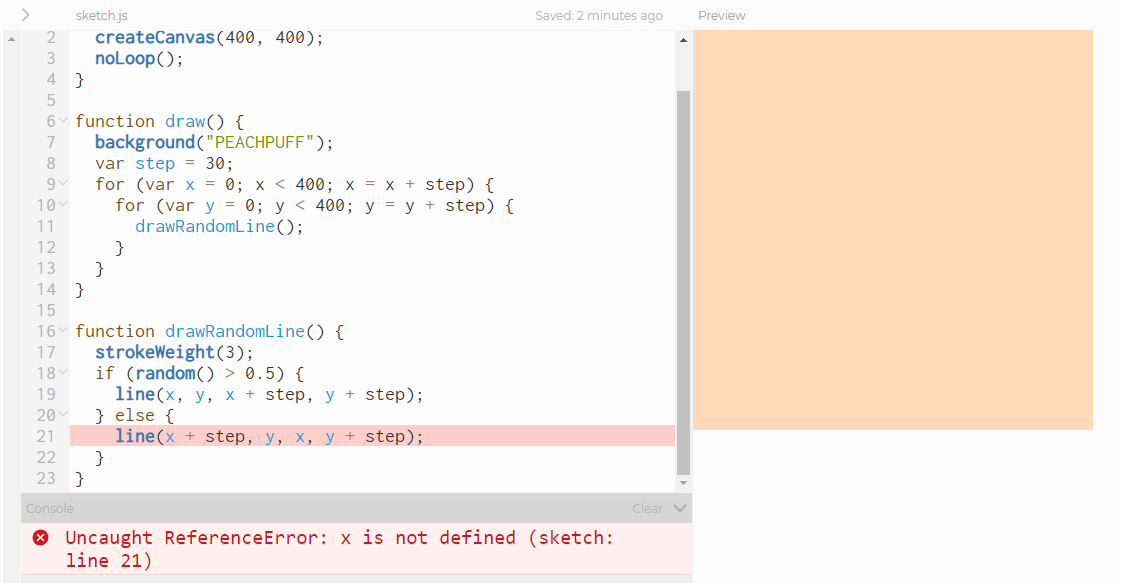 sketch.js Saved: 2 minutes ago Preview
2 createCanvas(400, 400);
3 noLoop();
4 }
5
6 function draw() {
7 background("PEACHPUFF");
8 var step = 30;
9 for (var x = 0; x < 400; x = x + step) {
10 for (var y = 0; y < 400; y = y + step) {
11 drawRandomLine();
12 }
13 }
14 }
15
16 function drawRandomLine() {
17 strokeWeight(3);
18 if (random() > 0.5) {
19 line(x, y, x + step, y + step);
20 } else {
21 line(x + step, y, x, y + step);
22 }
23 }
Console Clear
Uncaught ReferenceError: x is not defined (sketch:
line 21)